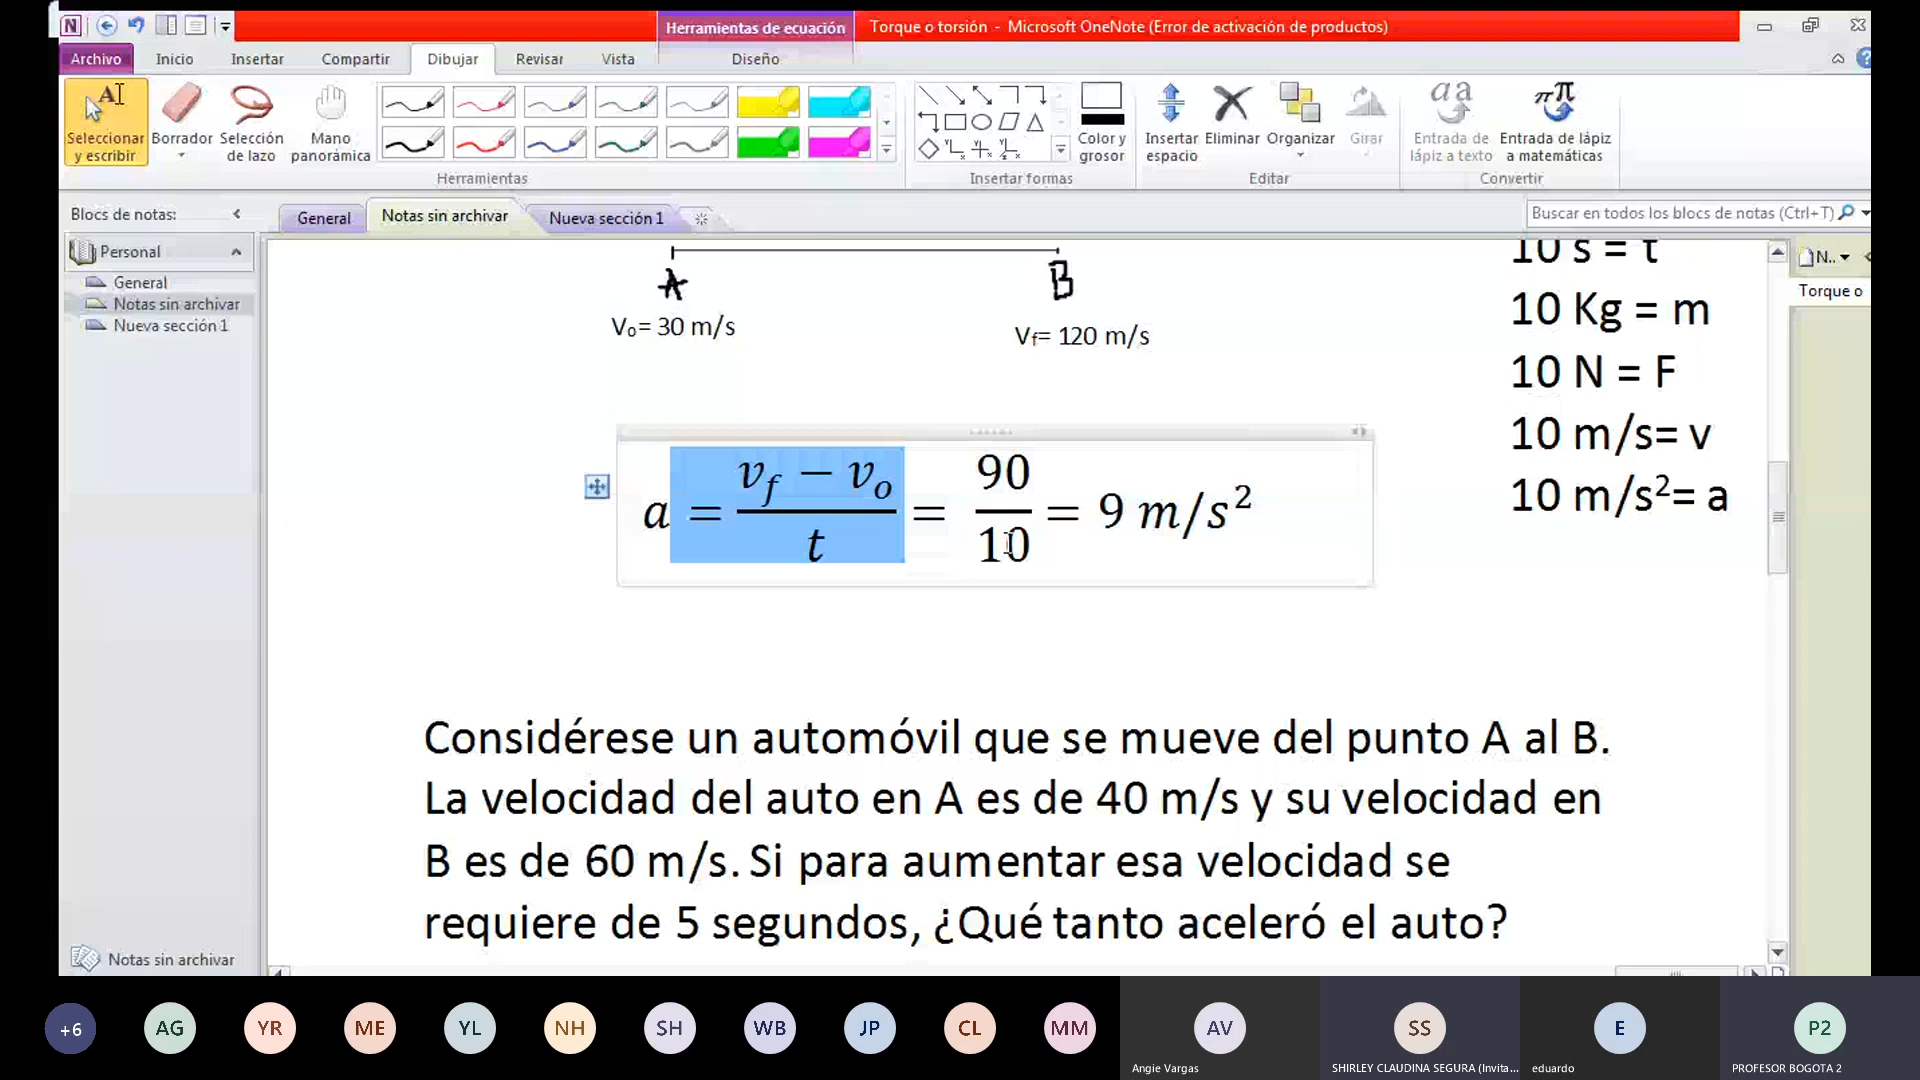 Herramientas de ecuación
Torque o torsión - Microsoft OneNote (Error de activación de productos)
Archivo
Inicio
Insertar
Compartir
Dibujar
Revisar
Vista
Diseño
Seleccionar
y escribir
Borrador
Selección
de lazo
Mano
panorámica
Color y
grosor
Insertar
espacio
Eliminar
Organizar
Girar
Entrada de
lápiz a texto
Entrada de lápiz
a matemáticas
Herramientas
Insertar formas
Editar
Convertir
Blocs de notas:
General
Notas sin archivar
Nueva sección 1
Buscar en todos los blocs de notas (Ctrl+T)
Personal
General
Notas sin archivar
Nueva sección 1
N..
Torque o
A
B
V₀= 30 m/s
Vf= 120 m/s
10 s = t
10 Kg = m
10 N = F
10 m/s= v
10 m/s²= a
a = (v_f − v_o)/t = 90/10 = 9 m/s²
Considérese un automóvil que se mueve del punto A al B.
La velocidad del auto en A es de 40 m/s y su velocidad en
B es de 60 m/s. Si para aumentar esa velocidad se
requiere de 5 segundos, ¿Qué tanto aceleró el auto?
Notas sin archivar
+6
AG
YR
ME
YL
NH
SH
WB
JP
CL
MM
AV
SS
E
P2
Angie Vargas
SHIRLEY CLAUDINA SEGURA (Invita...
eduardo
PROFESOR BOGOTA 2